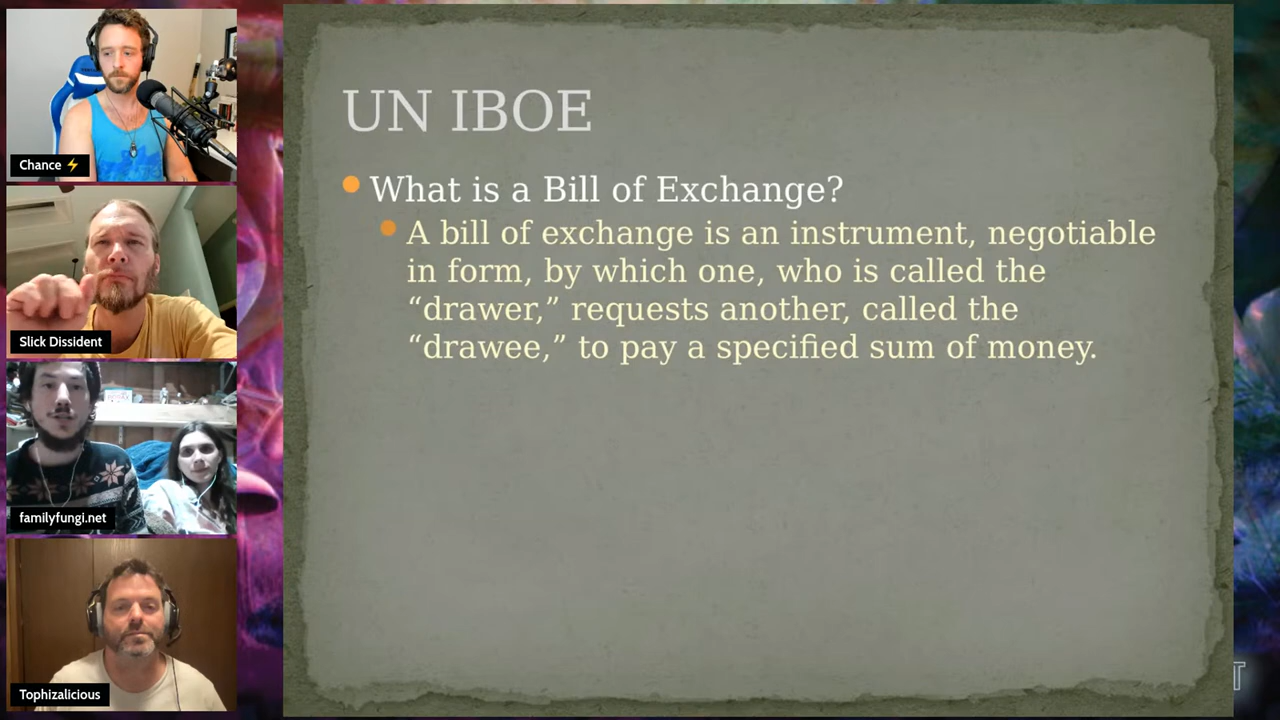 Chance ⚡
Slick Dissident
familyfungi.net
Tophizalicious
UN IBOE
What is a Bill of Exchange?
A bill of exchange is an instrument, negotiable
in form, by which one, who is called the
“drawer,” requests another, called the
“drawee,” to pay a specified sum of money.
T